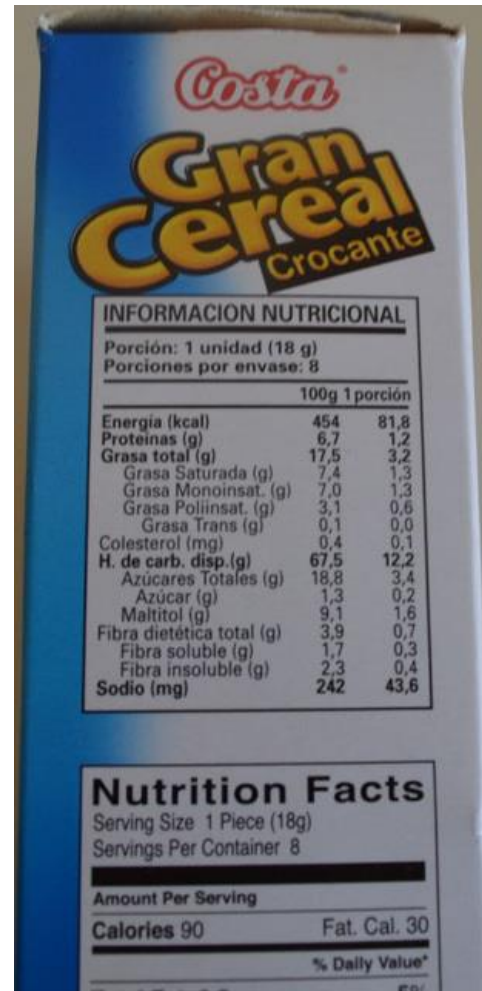 Costa
Gran
Cereal
Crocante
INFORMACION NUTRICIONAL
Porción: 1 unidad (18 g)
Porciones por envase: 8
100g 1 porción
Energía (kcal) 454 81,8
Proteínas (g) 6,7 1,2
Grasa total (g) 17,5 3,2
Grasa Saturada (g) 7,4 1,3
Grasa Monoinsat. (g) 7,0 1,3
Grasa Poliinsat. (g) 3,1 0,6
Grasa Trans (g) 0,1 0,0
Colesterol (mg) 0,4 0,1
H. de carb. disp.(g) 67,5 12,2
Azúcares Totales (g) 18,8 3,4
Azúcar (g) 1,3 0,2
Maltitol (g) 9,1 1,6
Fibra dietética total (g) 3,9 0,7
Fibra soluble (g) 1,7 0,3
Fibra insoluble (g) 2,3 0,4
Sodio (mg) 242 43,6
Nutrition Facts
Serving Size 1 Piece (18g)
Servings Per Container 8
Amount Per Serving
Calories 90 Fat. Cal. 30
% Daily Value*